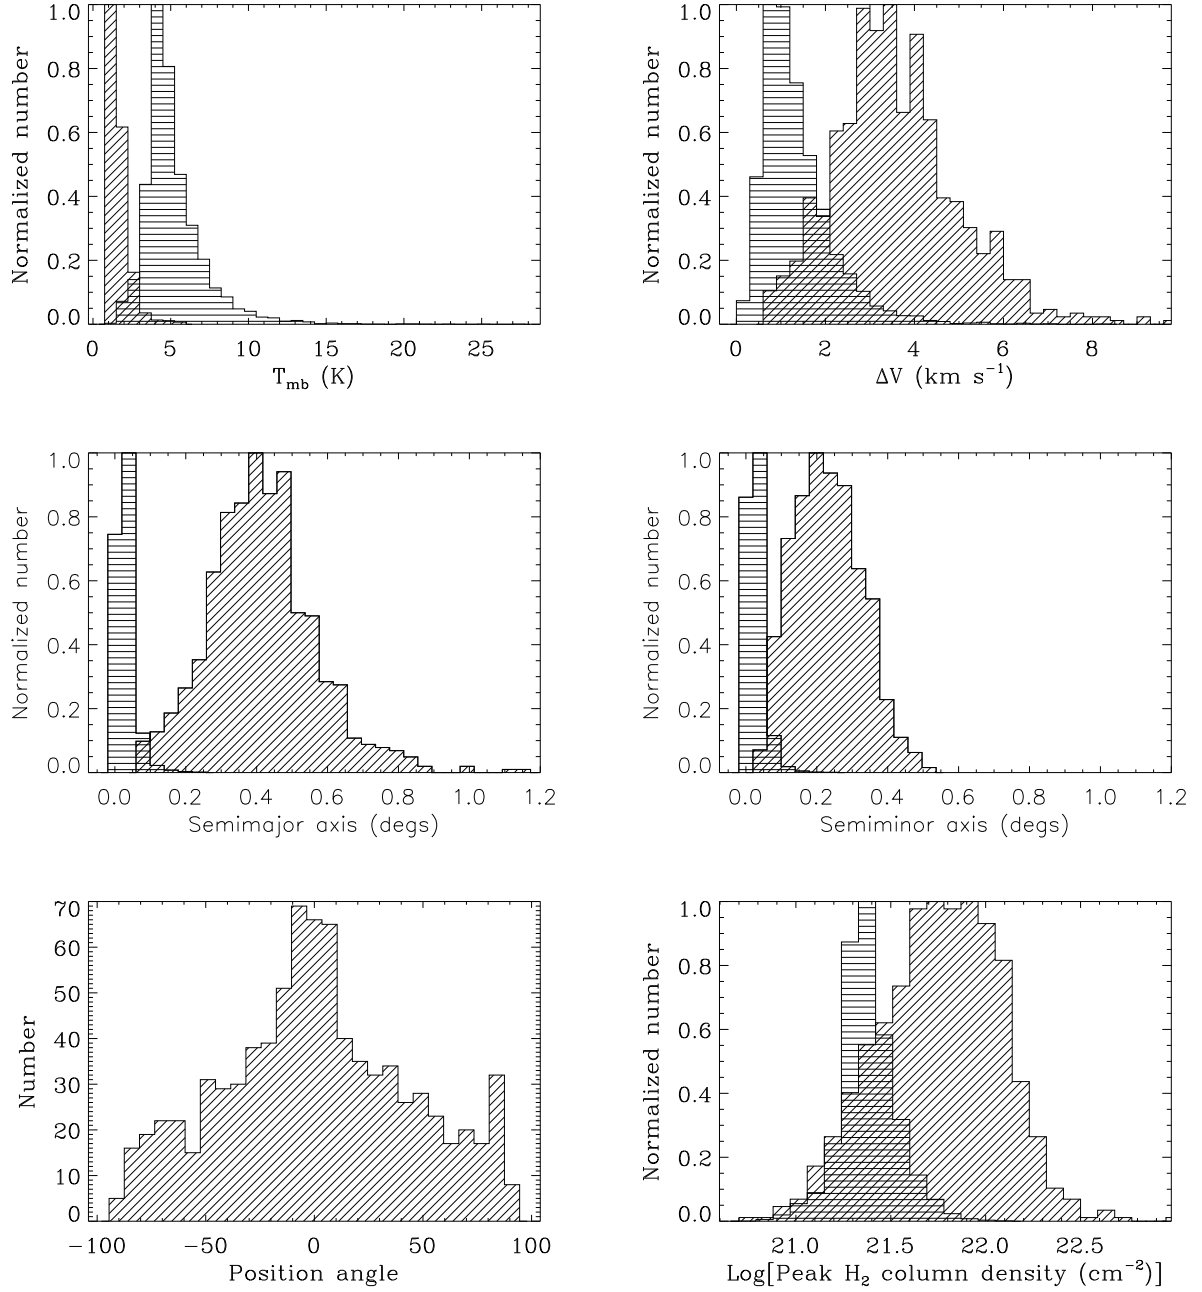 Normalized number
1.0
0.8
0.6
0.4
0.2
0.0
0 5 10 15 20 25
T_mb (K)
Normalized number
1.0
0.8
0.6
0.4
0.2
0.0
0 2 4 6 8
ΔV (km s⁻¹)
Normalized number
1.0
0.8
0.6
0.4
0.2
0.0
0.0 0.2 0.4 0.6 0.8 1.0 1.2
Semimajor axis (degs)
Normalized number
1.0
0.8
0.6
0.4
0.2
0.0
0.0 0.2 0.4 0.6 0.8 1.0 1.2
Semiminor axis (degs)
Number
70
60
50
40
30
20
10
0
−100 −50 0 50 100
Position angle
Normalized number
1.0
0.8
0.6
0.4
0.2
0.0
21.0 21.5 22.0 22.5
Log[Peak H₂ column density (cm⁻²)]